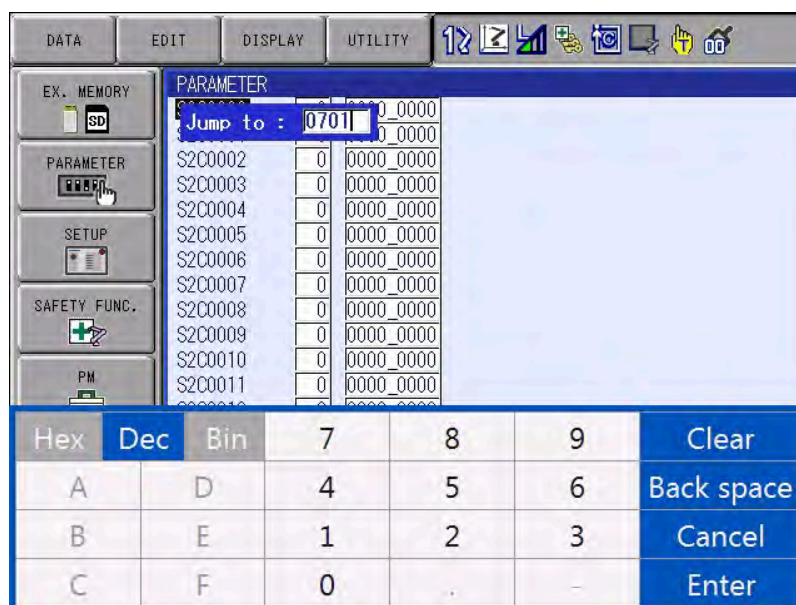 DATA EDIT DISPLAY UTILITY
EX. MEMORY
SD
PARAMETER
SETUP
SAFETY FUNC.
PM
PARAMETER
Jump to : 0701
S2C0002 0 0000_0000
S2C0003 0 0000_0000
S2C0004 0 0000_0000
S2C0005 0 0000_0000
S2C0006 0 0000_0000
S2C0007 0 0000_0000
S2C0008 0 0000_0000
S2C0009 0 0000_0000
S2C0010 0 0000_0000
S2C0011 0 0000_0000
Hex Dec Bin 7 8 9 Clear
A D 4 5 6 Back space
B E 1 2 3 Cancel
C F 0 . - Enter